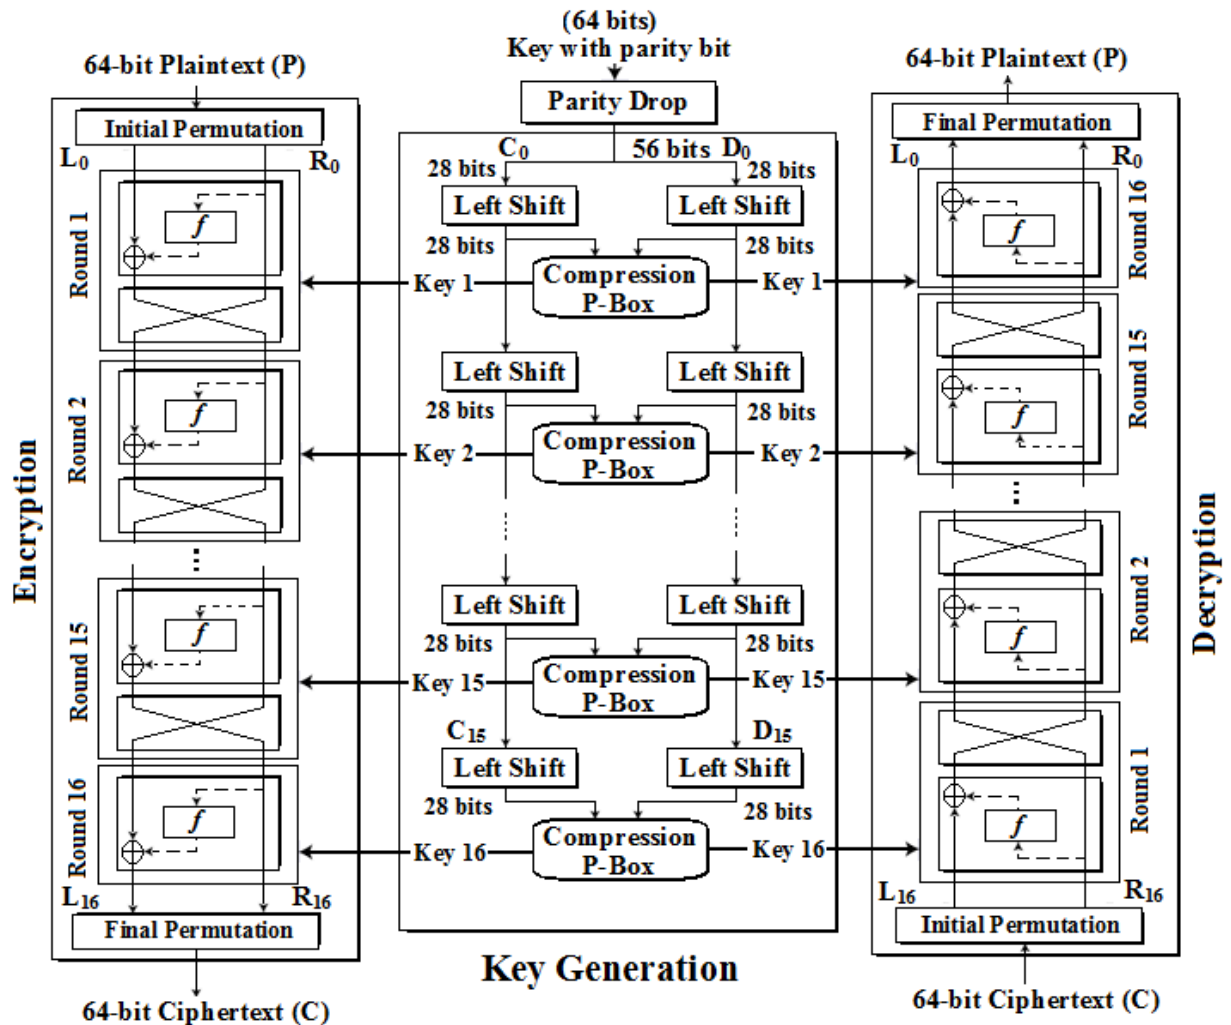 (64 bits)
Key with parity bit
Parity Drop
64-bit Plaintext (P)
Initial Permutation
L0
R0
Round 1
f
Round 2
f
Encryption
Round 15
f
Round 16
f
L16
R16
Final Permutation
64-bit Ciphertext (C)
C0
56 bits
D0
28 bits
28 bits
Left Shift
Left Shift
28 bits
28 bits
Compression
P-Box
Key 1
Key 1
Left Shift
Left Shift
28 bits
28 bits
Compression
P-Box
Key 2
Key 2
Left Shift
Left Shift
28 bits
28 bits
Compression
P-Box
Key 15
Key 15
C15
D15
Left Shift
Left Shift
28 bits
28 bits
Compression
P-Box
Key 16
Key 16
Key Generation
64-bit Plaintext (P)
Final Permutation
L0
R0
Round 16
f
Round 15
f
Decryption
Round 2
f
Round 1
f
L16
R16
Initial Permutation
64-bit Ciphertext (C)